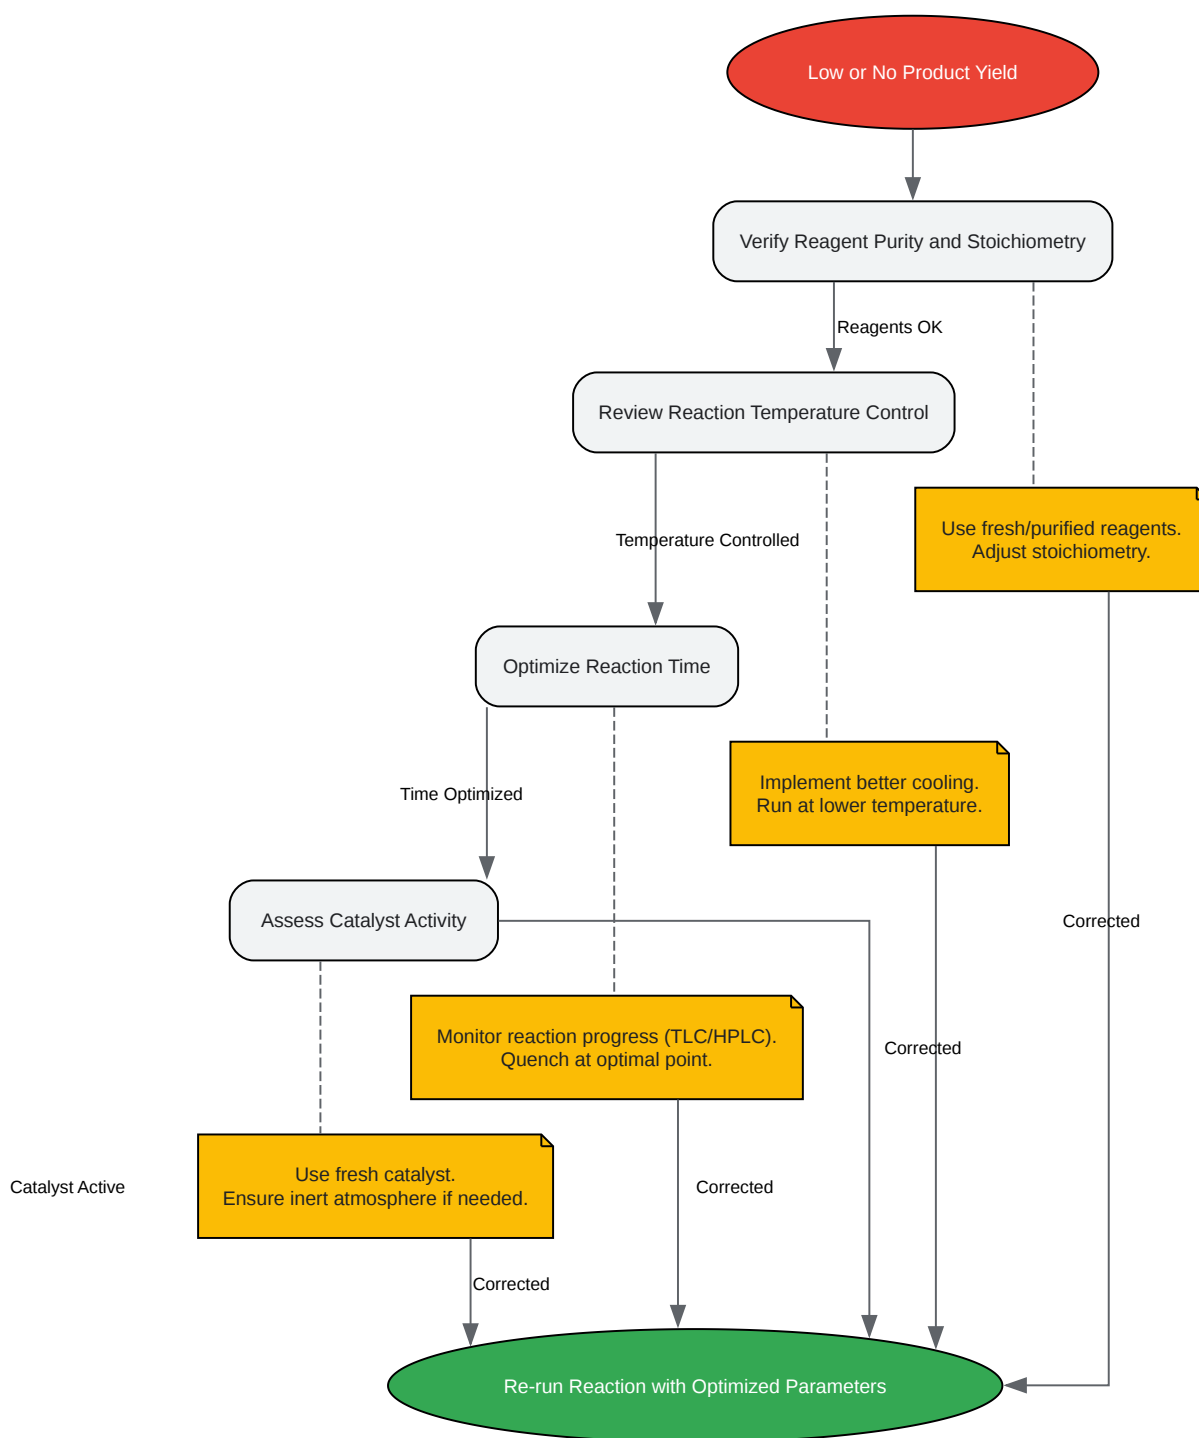 Low or No Product Yield
Verify Reagent Purity and Stoichiometry
Reagents OK
Review Reaction Temperature Control
Use fresh/purified reagents.
Adjust stoichiometry.
Temperature Controlled
Optimize Reaction Time
Implement better cooling.
Run at lower temperature.
Time Optimized
Assess Catalyst Activity
Corrected
Monitor reaction progress (TLC/HPLC).
Quench at optimal point.
Corrected
Use fresh catalyst.
Ensure inert atmosphere if needed.
Catalyst Active
Corrected
Corrected
Re-run Reaction with Optimized Parameters